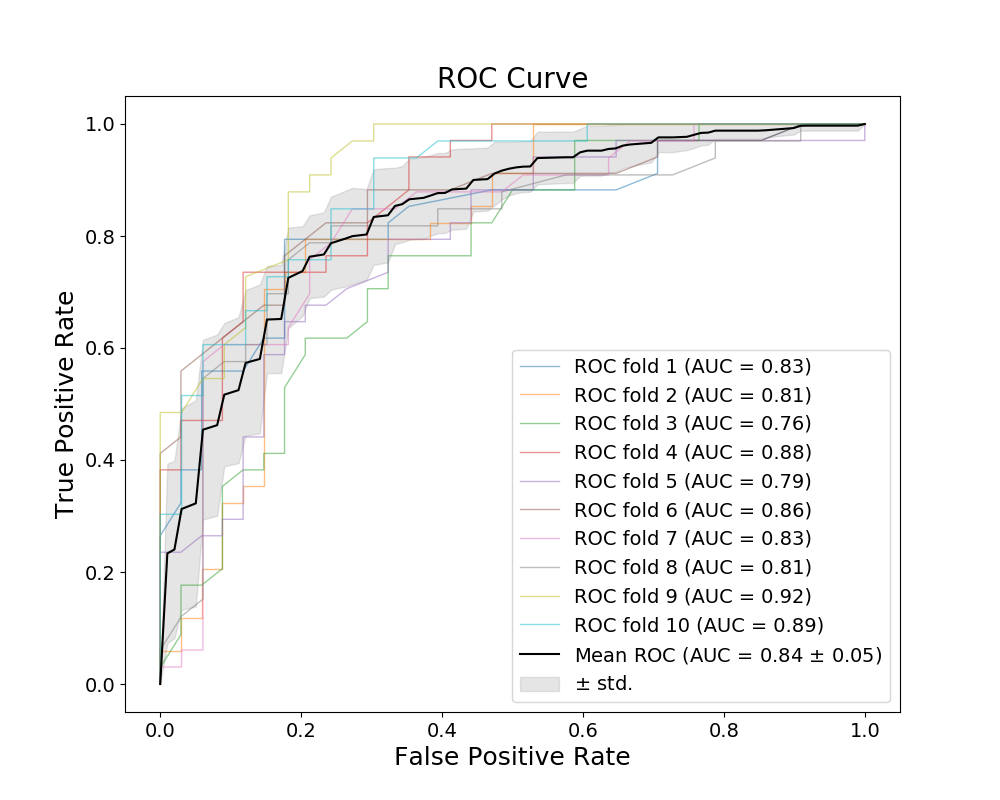 ROC Curve
True Positive Rate
1.0
0.8
0.6
0.4
0.2
0.0
ROC fold 1 (AUC = 0.83)
ROC fold 2 (AUC = 0.81)
ROC fold 3 (AUC = 0.76)
ROC fold 4 (AUC = 0.88)
ROC fold 5 (AUC = 0.79)
ROC fold 6 (AUC = 0.86)
ROC fold 7 (AUC = 0.83)
ROC fold 8 (AUC = 0.81)
ROC fold 9 (AUC = 0.92)
ROC fold 10 (AUC = 0.89)
Mean ROC (AUC = 0.84 ± 0.05)
± std.
0.0 0.2 0.4 0.6 0.8 1.0
False Positive Rate